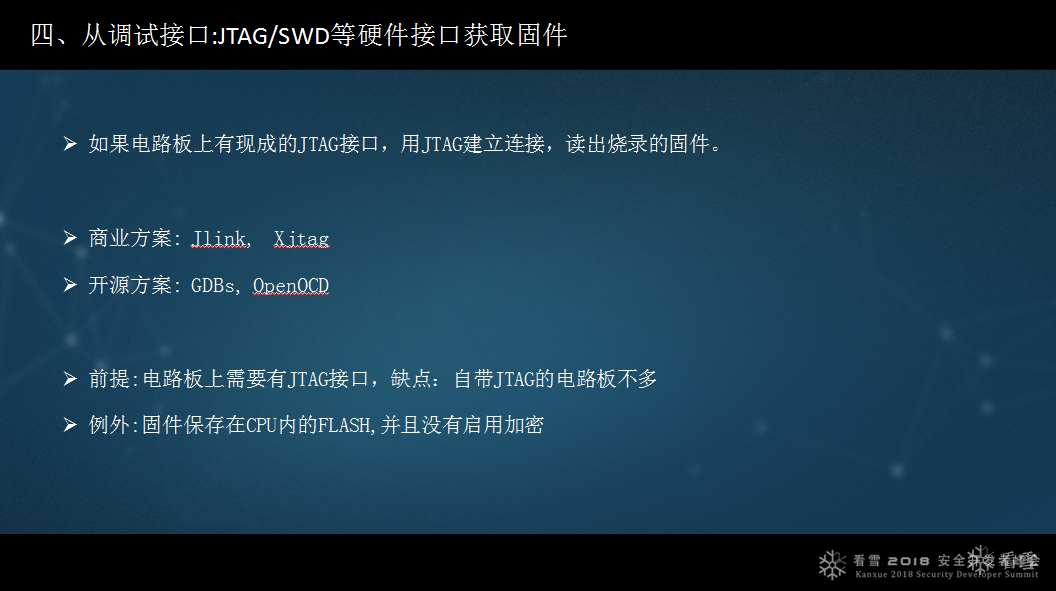 四、从调试接口:JTAG/SWD等硬件接口获取固件
➢ 如果电路板上有现成的JTAG接口，用JTAG建立连接，读出烧录的固件。
➢ 商业方案: Jlink, Xjtag
➢ 开源方案: GDBs, OpenOCD
➢ 前提:电路板上需要有JTAG接口，缺点：自带JTAG的电路板不多
➢ 例外:固件保存在CPU内的FLASH,并且没有启用加密
看雪 2018 安全开发者峰会
看雪
Kanxue 2018 Security Developer Summit